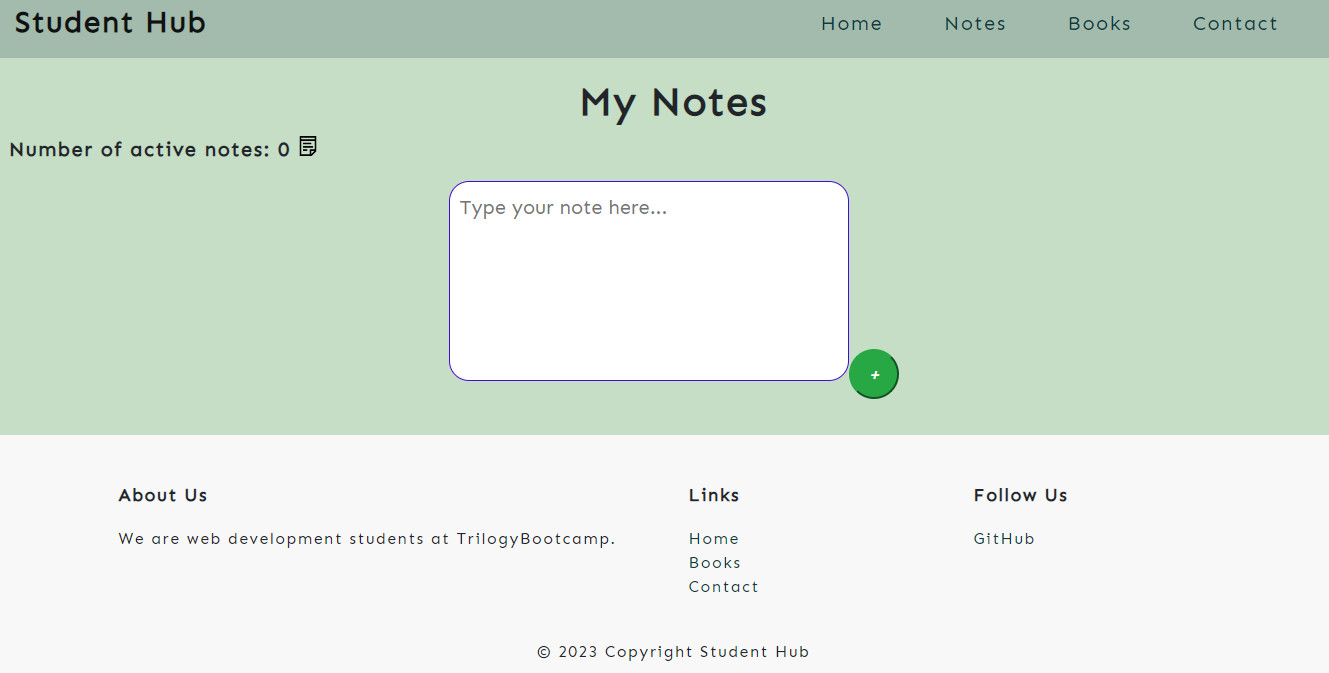 Student Hub
Home Notes Books Contact
My Notes
Number of active notes: 0
Type your note here...
+
About Us
We are web development students at TrilogyBootcamp.
Links
Home
Books
Contact
Follow Us
GitHub
© 2023 Copyright Student Hub